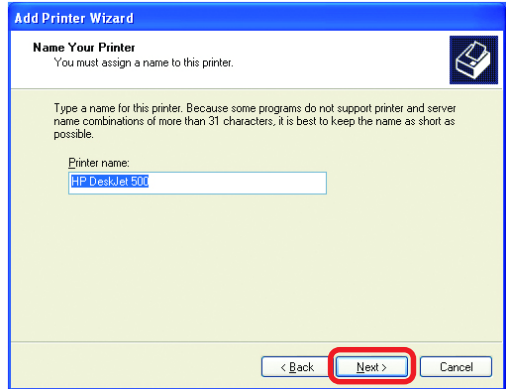 Add Printer Wizard
Name Your Printer
You must assign a name to this printer.
Type a name for this printer. Because some programs do not support printer and server
name combinations of more than 31 characters, it is best to keep the name as short as
possible.
Printer name:
HP DeskJet 500
< Back Next > Cancel